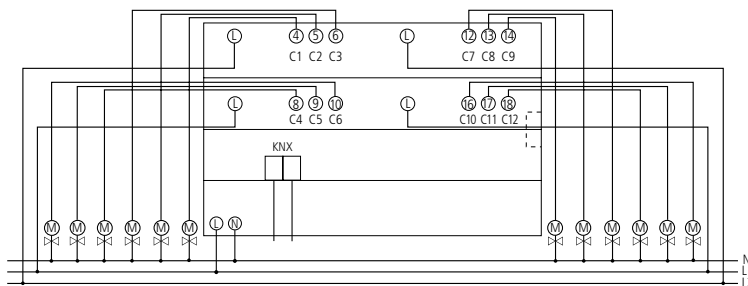 L 4 5 6 L 12 13 14
C1 C2 C3 C7 C8 C9
L 8 9 10 L 16 17 18
C4 C5 C6 C10 C11 C12
KNX
M M M M M M L N M M M M M M
N
L